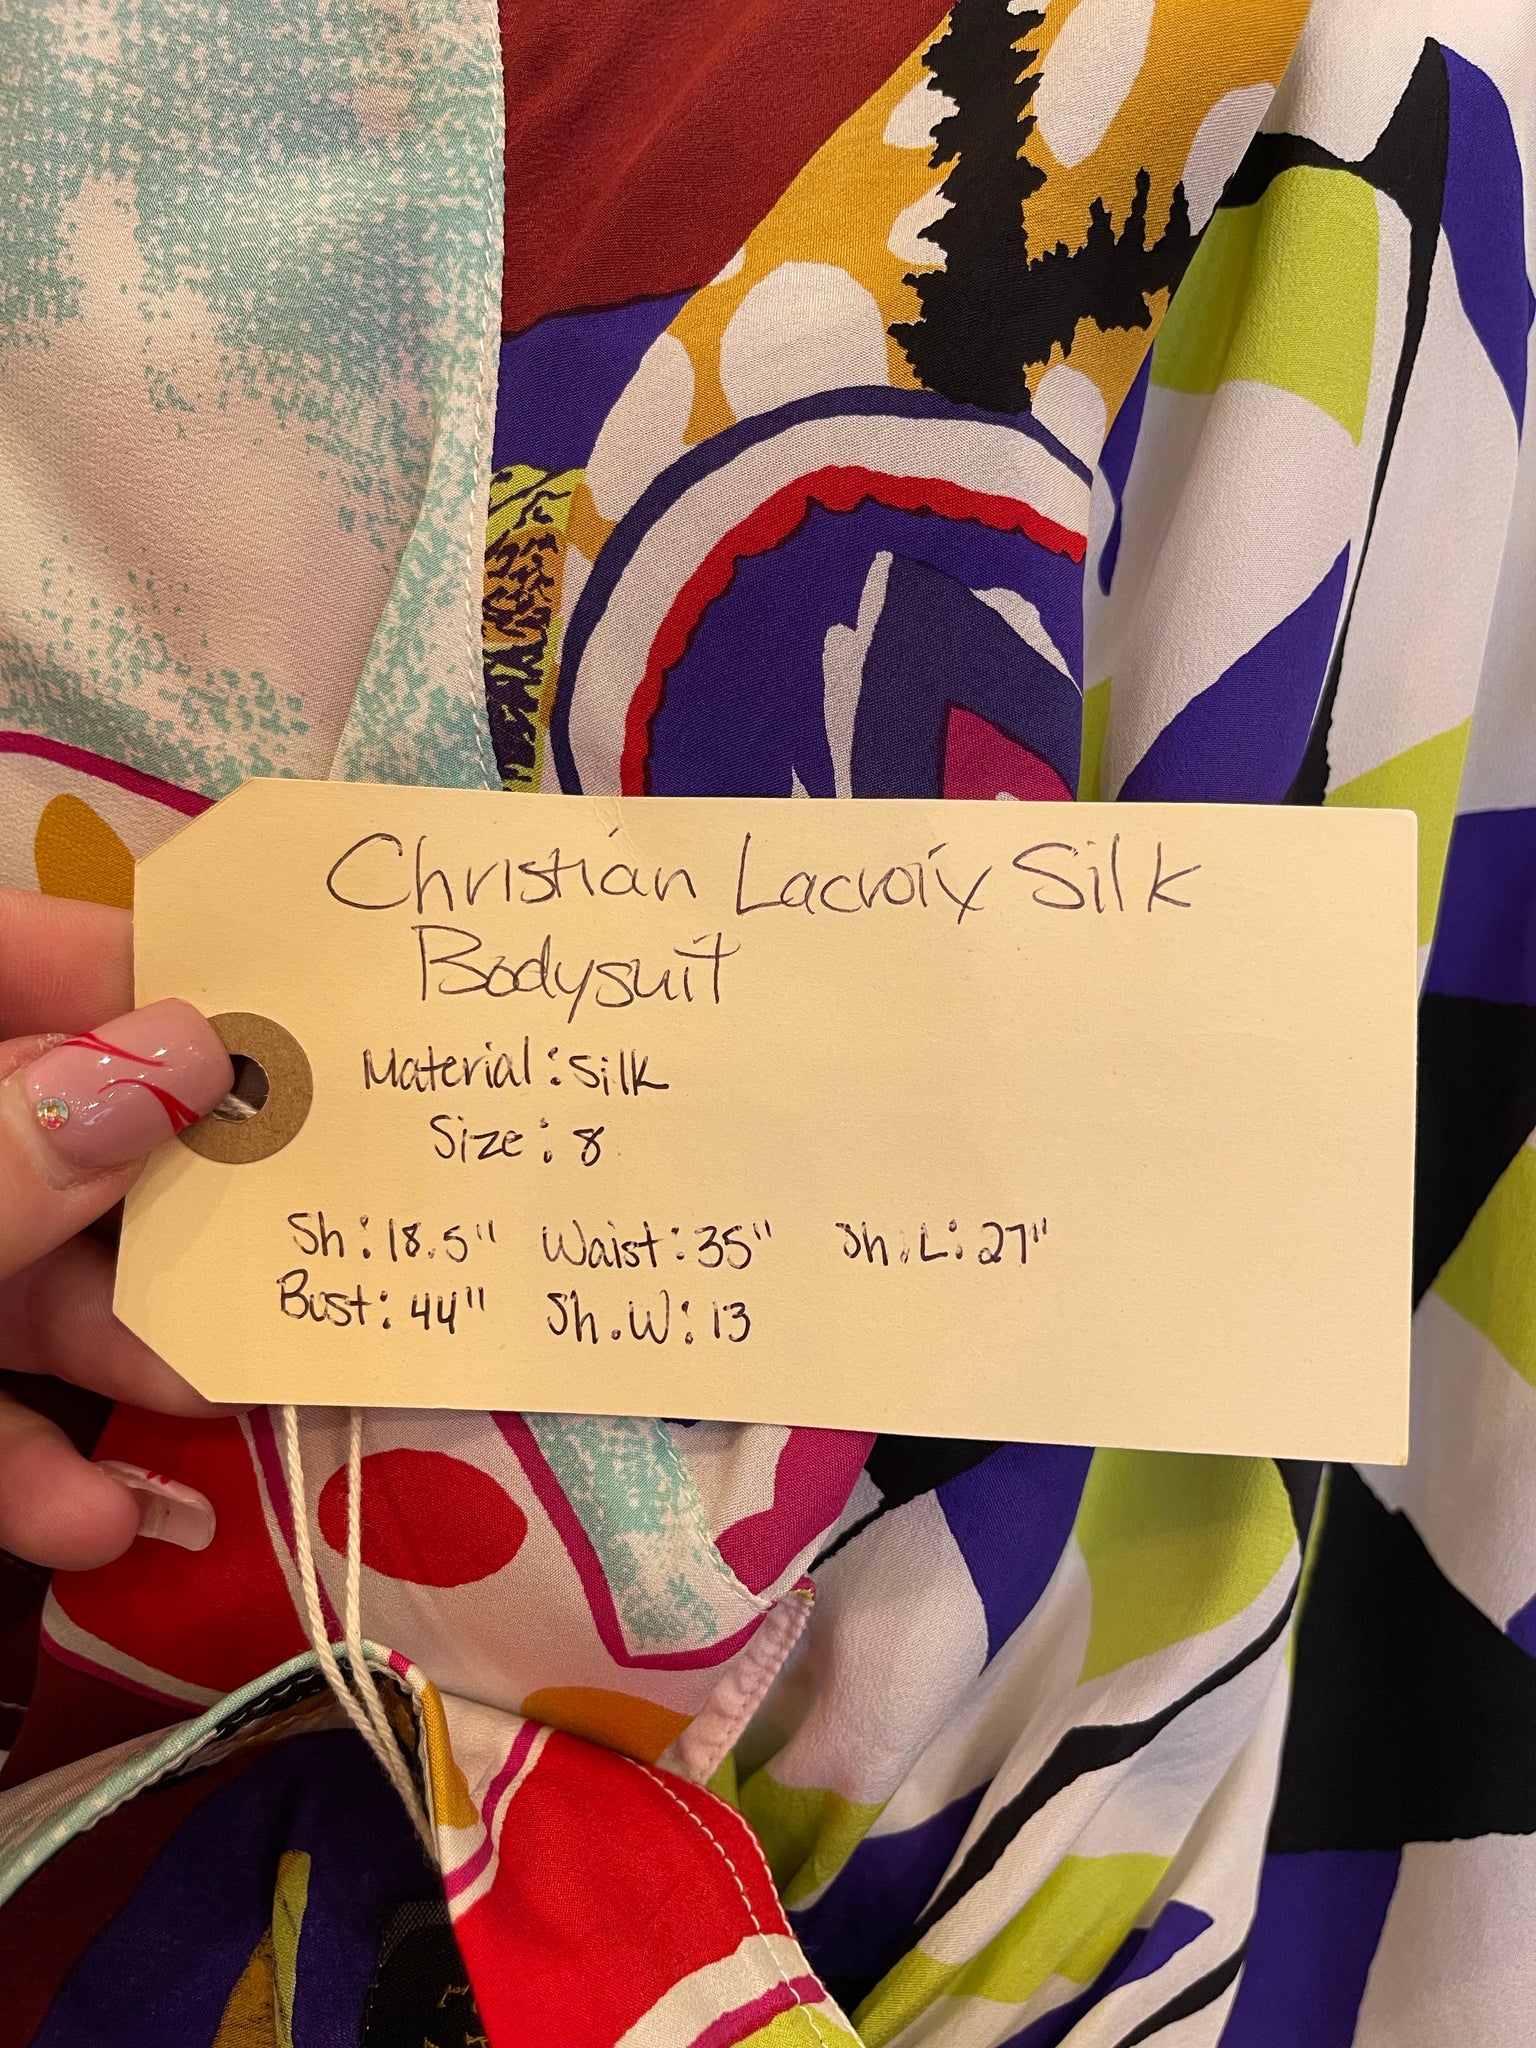 Christian Lacroix Silk
Bodysuit
Material: Silk
Size: 8
Sh: 18.5" Waist: 35" Sh.L: 27"
Bust: 44" Sh.W: 13